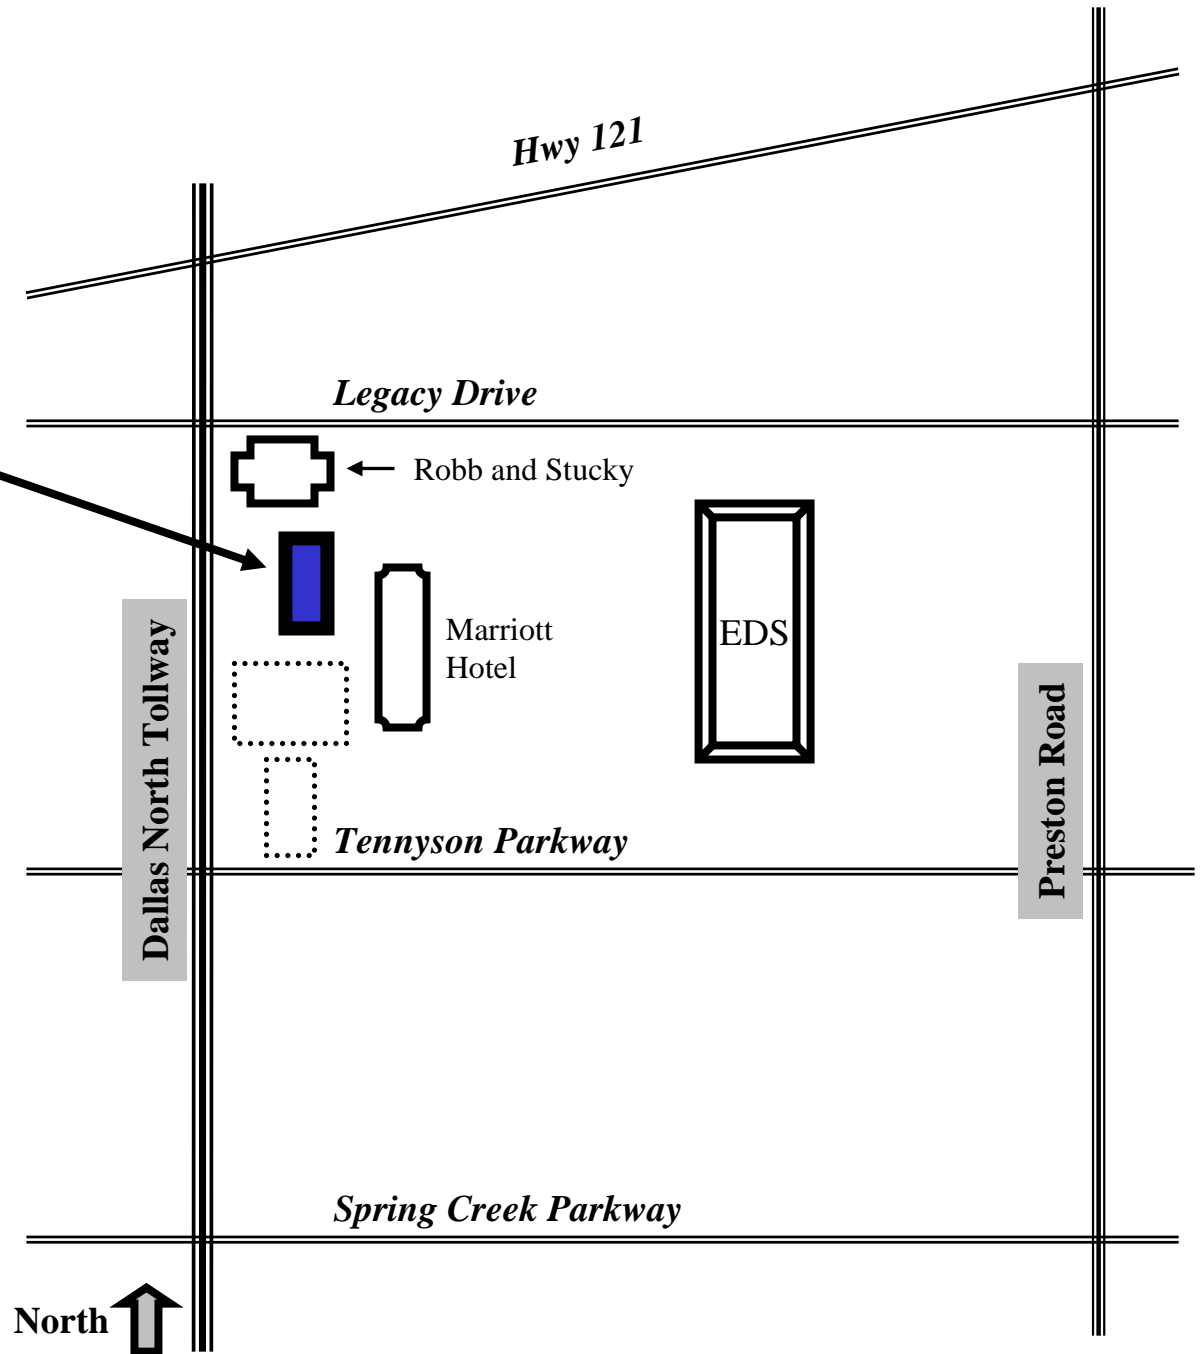 Hwy 121
Legacy Drive
Robb and Stucky
Marriott
Hotel
EDS
Dallas North Tollway
Preston Road
Tennyson Parkway
Spring Creek Parkway
North